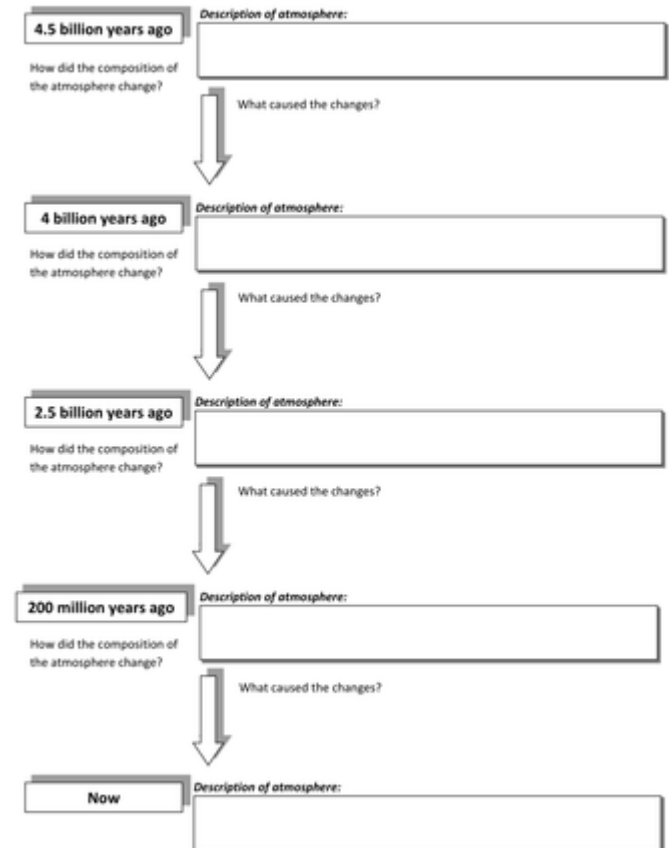 4.5 billion years ago
Description of atmosphere:
How did the composition of
the atmosphere change?
What caused the changes?
4 billion years ago
Description of atmosphere:
How did the composition of
the atmosphere change?
What caused the changes?
2.5 billion years ago
Description of atmosphere:
How did the composition of
the atmosphere change?
What caused the changes?
200 million years ago
Description of atmosphere:
How did the composition of
the atmosphere change?
What caused the changes?
Now
Description of atmosphere: